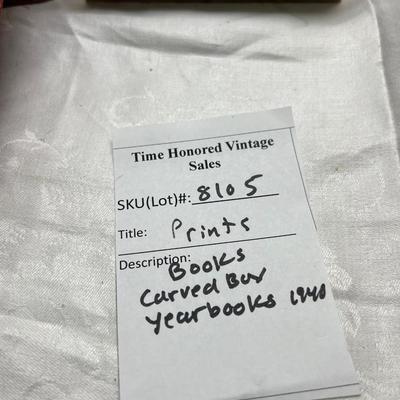 Time Honored Vintage
Sales
SKU(Lot)#: 8105
Title: Prints
Description:
Books
Carved Box
Yearbooks 1940